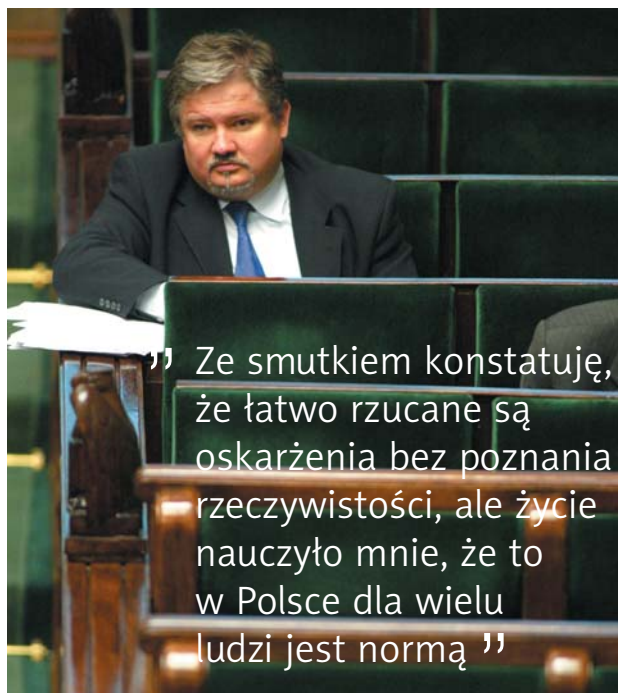 ” Ze smutkiem konstatuję,
że łatwo rzucane są
oskarżenia bez poznania
rzeczywistości, ale życie
nauczyło mnie, że to
w Polsce dla wielu
ludzi jest normą ”